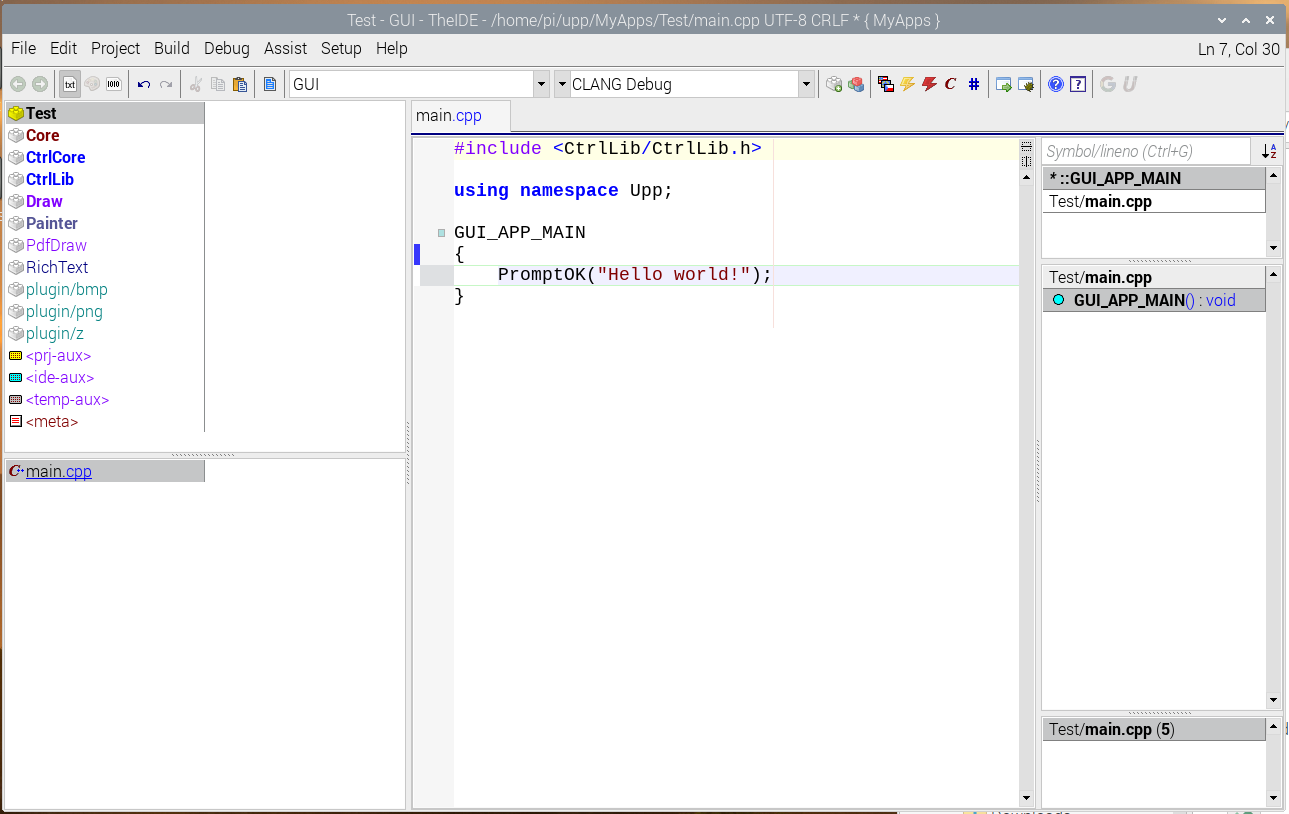 Test - GUI - TheIDE - /home/pi/upp/MyApps/Test/main.cpp UTF-8 CRLF * { MyApps }
File Edit Project Build Debug Assist Setup Help Ln 7, Col 30
txt 1010 GUI CLANG Debug C # ? ? G U
Test
Core
CtrlCore
CtrlLib
Draw
Painter
PdfDraw
RichText
plugin/bmp
plugin/png
plugin/z
<prj-aux>
<ide-aux>
<temp-aux>
<meta>
main.cpp
main.cpp
#include <CtrlLib/CtrlLib.h>
using namespace Upp;
GUI_APP_MAIN
{
PromptOK("Hello world!");
}
Symbol/lineno (Ctrl+G)
* ::GUI_APP_MAIN
Test/main.cpp
Test/main.cpp
GUI_APP_MAIN() : void
Test/main.cpp (5)